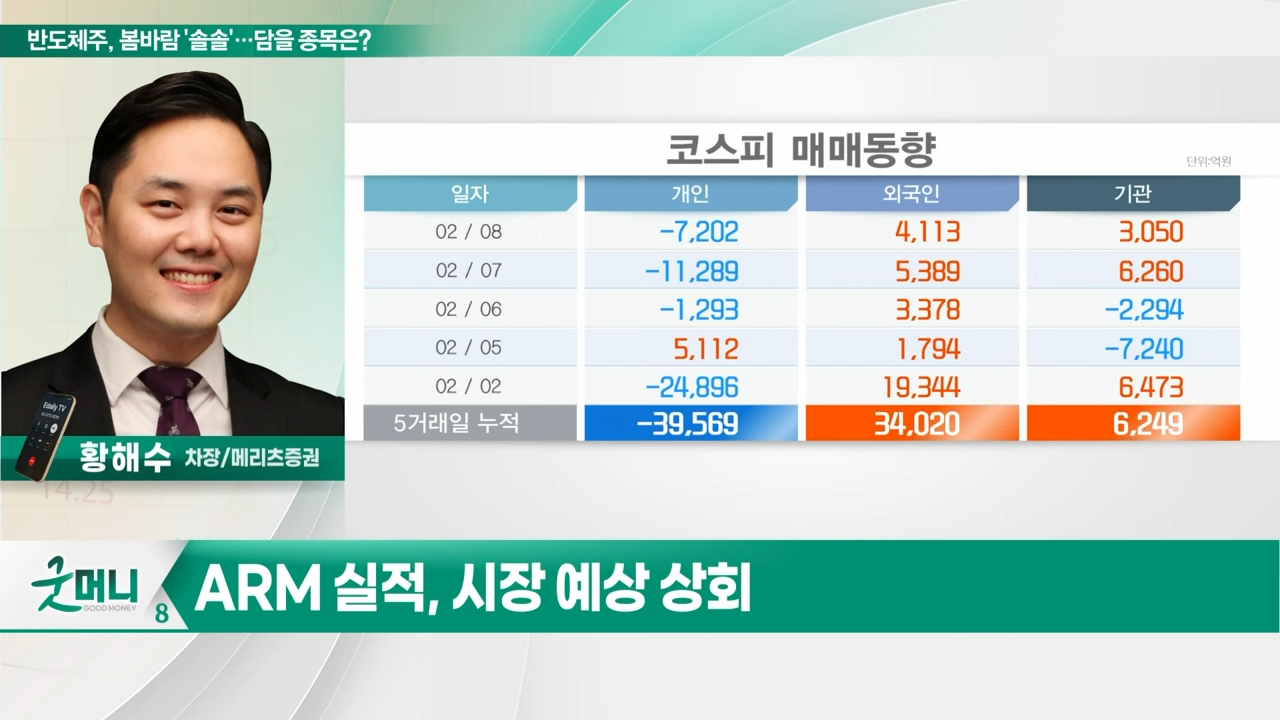 반도체주, 봄바람 '솔솔'…담을 종목은?
코스피 매매동향
단위:억원
일자 개인 외국인 기관
02 / 08 -7,202 4,113 3,050
02 / 07 -11,289 5,389 6,260
02 / 06 -1,293 3,378 -2,294
02 / 05 5,112 1,794 -7,240
02 / 02 -24,896 19,344 6,473
5거래일 누적 -39,569 34,020 6,249
Edaily TV
황해수 차장/메리츠증권
14.25
굿머니
GOOD MONEY
8
ARM 실적, 시장 예상 상회